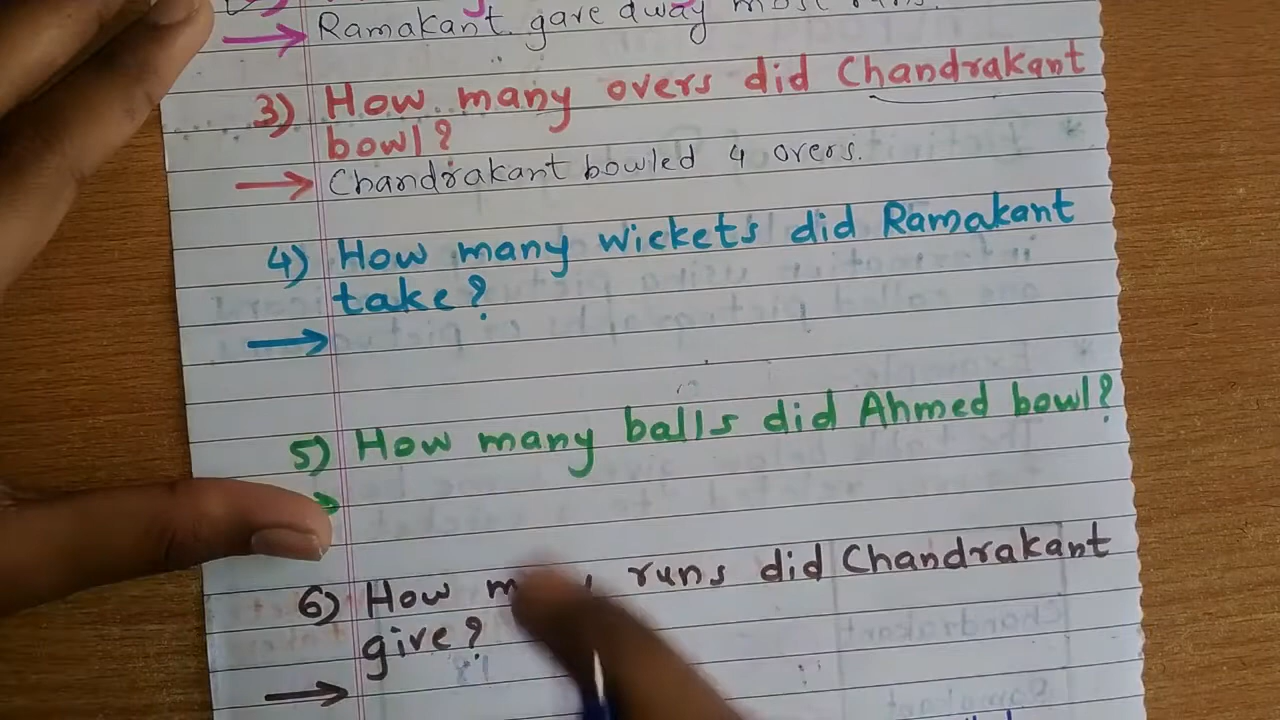 Ramakant gave away most runs.
3) How many overs did Chandrakant
bowl?
Chandrakant bowled 4 overs.
4) How many wickets did Ramakant
take?
5) How many balls did Ahmed bowl?
6) How runs did Chandrakant
give?